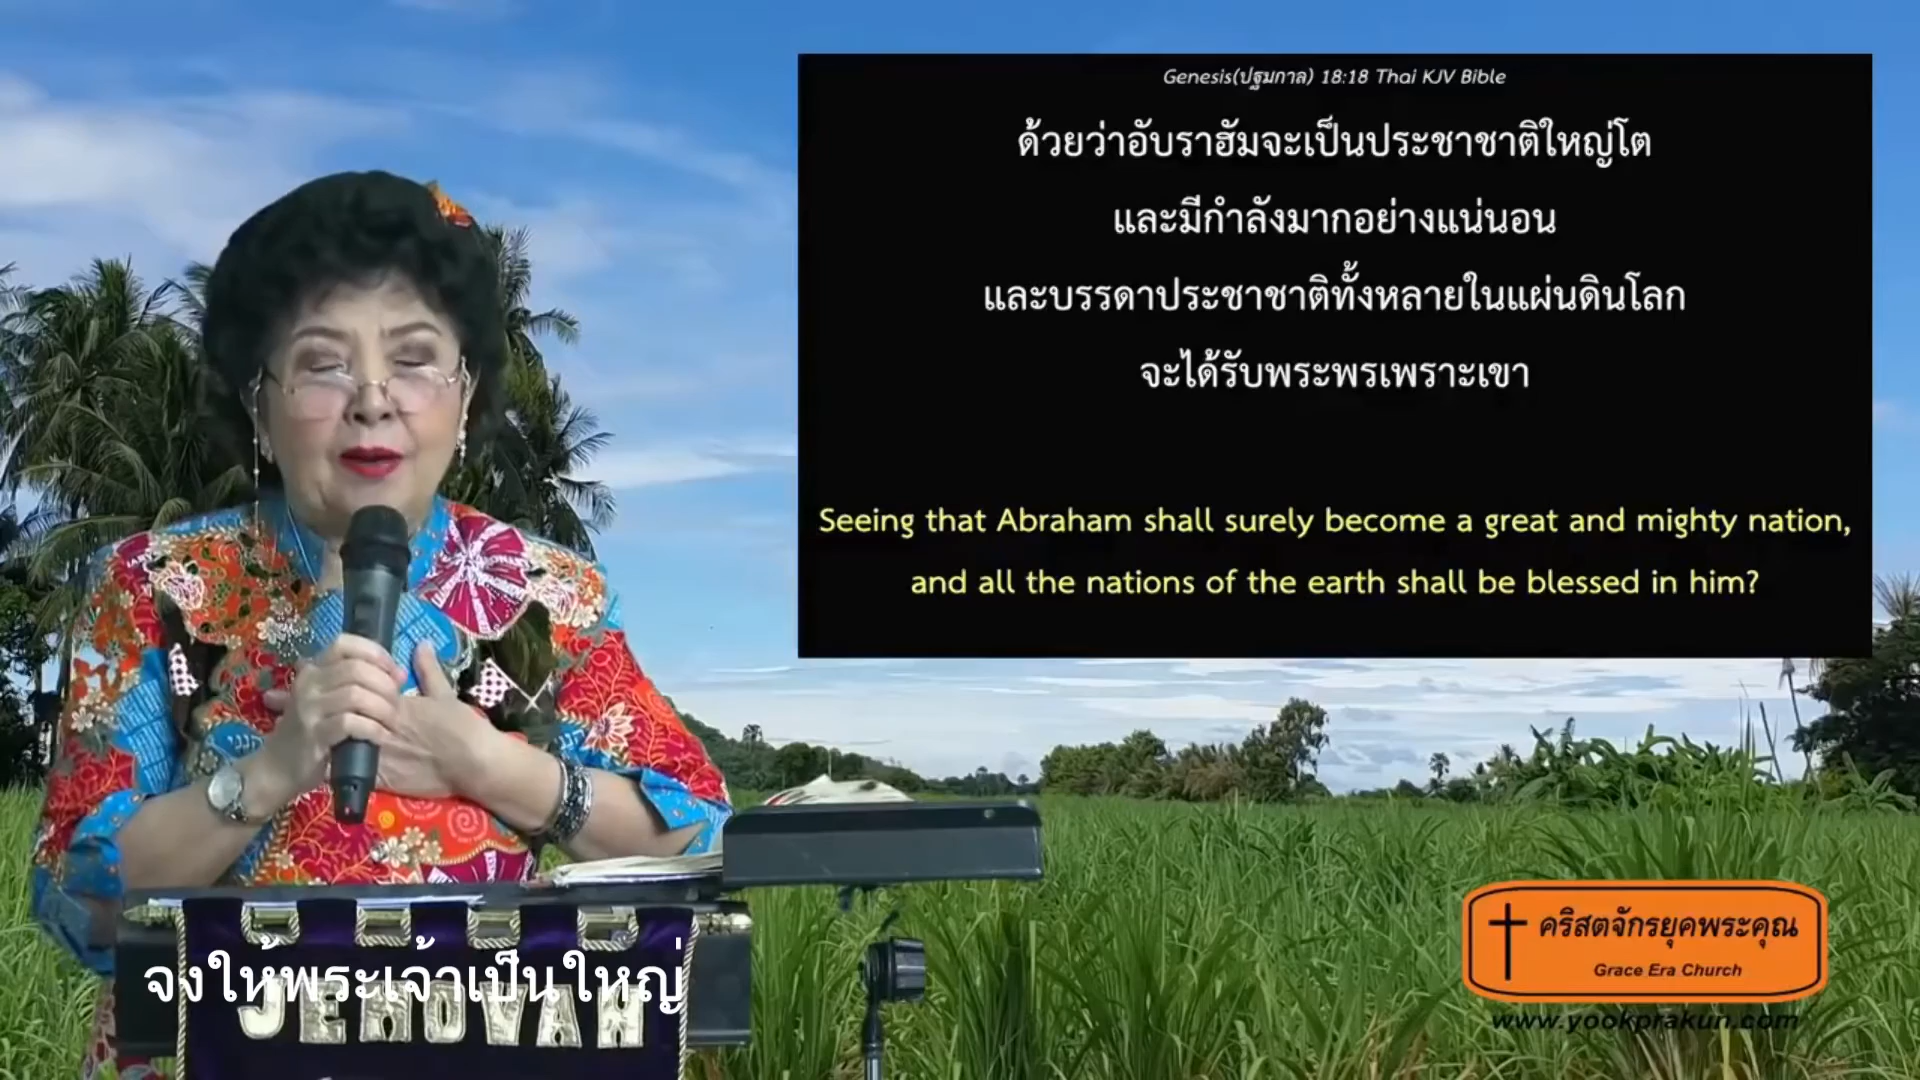 Genesis(ปฐมกาล) 18:18 Thai KJV Bible
ด้วยว่าอับราฮัมจะเป็นประชาชาติใหญ่โต
และมีกำลังมากอย่างแน่นอน
และบรรดาประชาชาติทั้งหลายในแผ่นดินโลก
จะได้รับพระพรเพราะเขา
Seeing that Abraham shall surely become a great and mighty nation,
and all the nations of the earth shall be blessed in him?
จงให้พระเจ้าเป็นใหญ่
JEHOVAH
คริสตจักรยุคพระคุณ
Grace Era Church
www.yookprakun.com